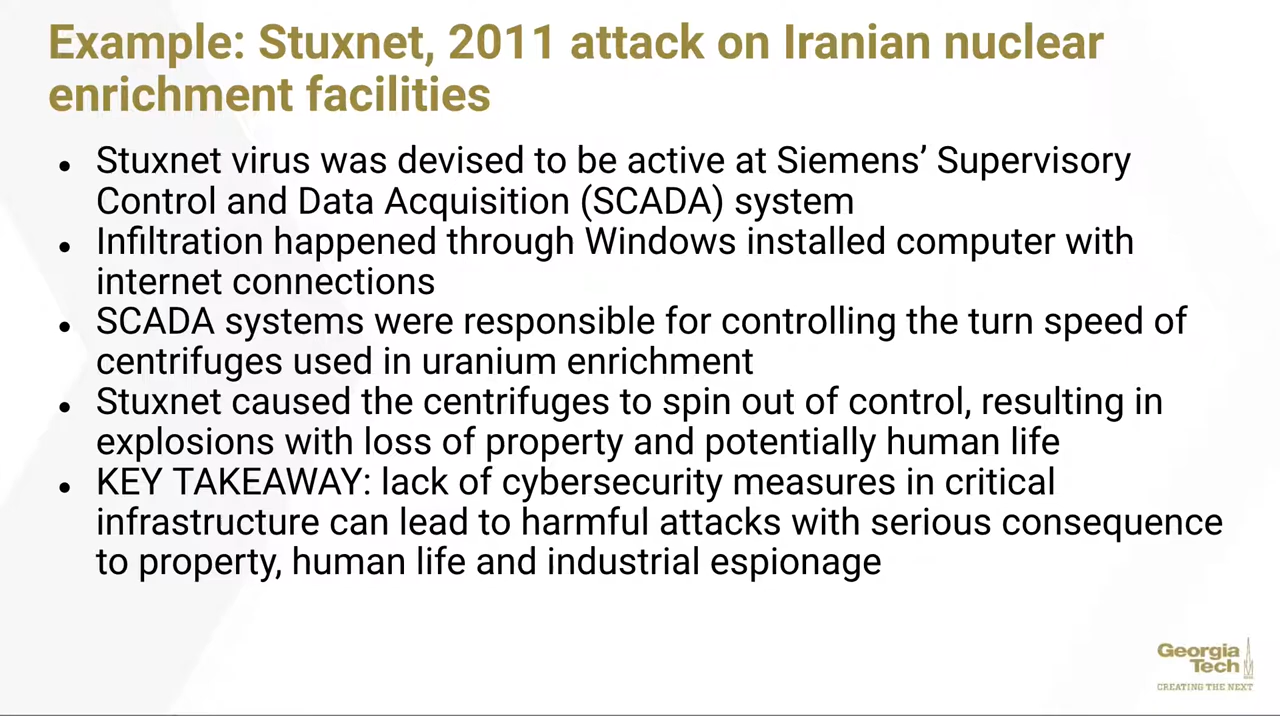 Example: Stuxnet, 2011 attack on Iranian nuclear
enrichment facilities
● Stuxnet virus was devised to be active at Siemens’ Supervisory
Control and Data Acquisition (SCADA) system
● Infiltration happened through Windows installed computer with
internet connections
● SCADA systems were responsible for controlling the turn speed of
centrifuges used in uranium enrichment
● Stuxnet caused the centrifuges to spin out of control, resulting in
explosions with loss of property and potentially human life
● KEY TAKEAWAY: lack of cybersecurity measures in critical
infrastructure can lead to harmful attacks with serious consequence
to property, human life and industrial espionage
Georgia
Tech
CREATING THE NEXT